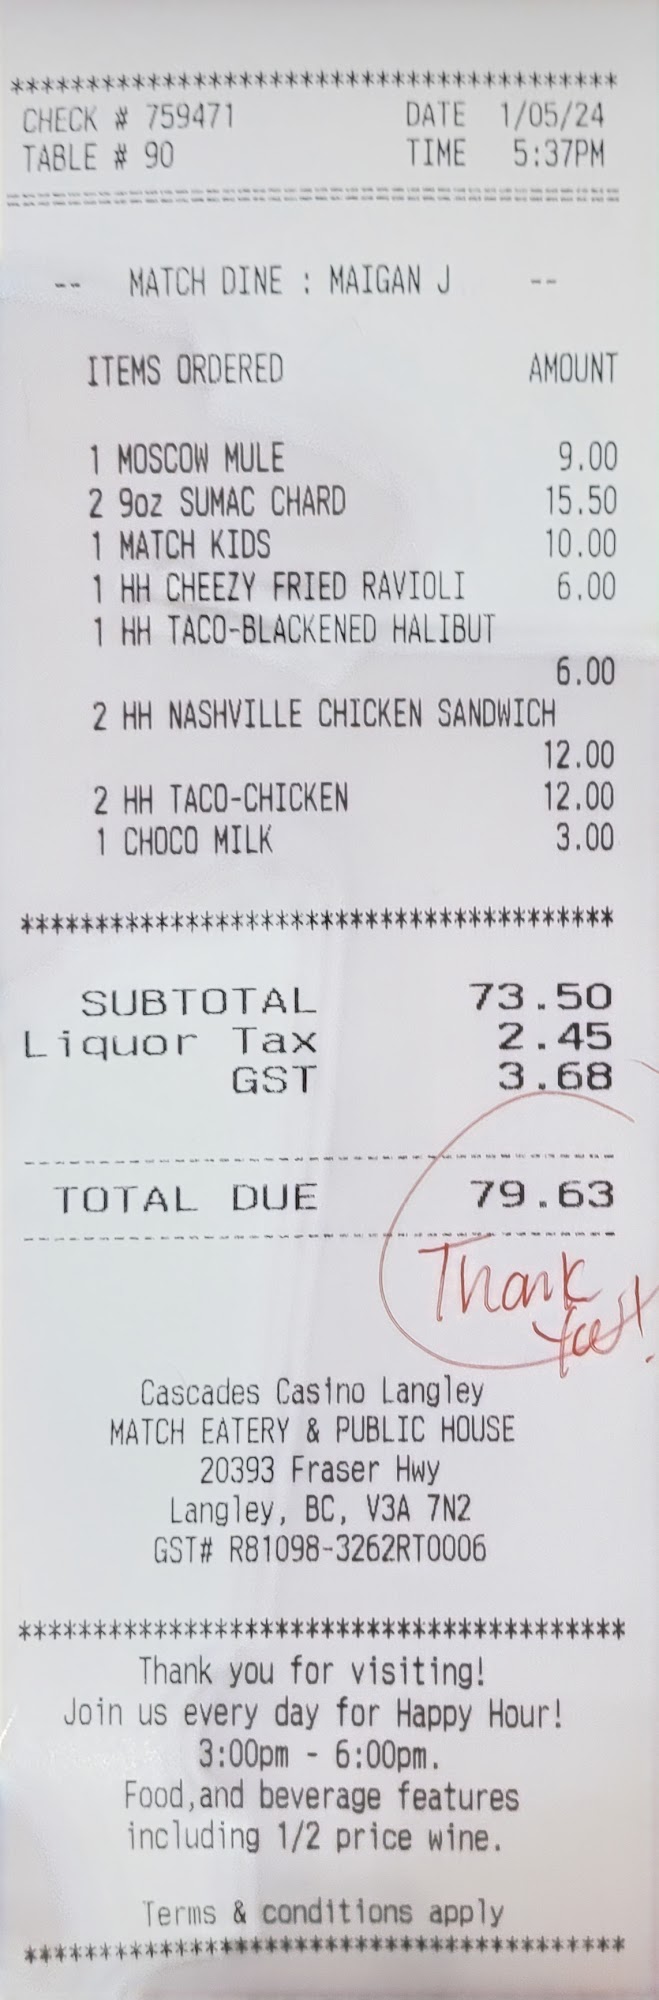 ****************************************
CHECK # 759471 DATE 1/05/24
TABLE # 90 TIME 5:37PM
========================================
-- MATCH DINE : MAIGAN J --
ITEMS ORDERED AMOUNT
1 MOSCOW MULE 9.00
2 9oz SUMAC CHARD 15.50
1 MATCH KIDS 10.00
1 HH CHEEZY FRIED RAVIOLI 6.00
1 HH TACO-BLACKENED HALIBUT
6.00
2 HH NASHVILLE CHICKEN SANDWICH
12.00
2 HH TACO-CHICKEN 12.00
1 CHOCO MILK 3.00
****************************************
SUBTOTAL 73.50
Liquor Tax 2.45
GST 3.68
----------------------------------------
TOTAL DUE 79.63
----------------------------------------
Thank
you!
Cascades Casino Langley
MATCH EATERY & PUBLIC HOUSE
20393 Fraser Hwy
Langley, BC, V3A 7N2
GST# R81098-3262RT0006
****************************************
Thank you for visiting!
Join us every day for Happy Hour!
3:00pm - 6:00pm.
Food,and beverage features
including 1/2 price wine.
Terms & conditions apply
****************************************